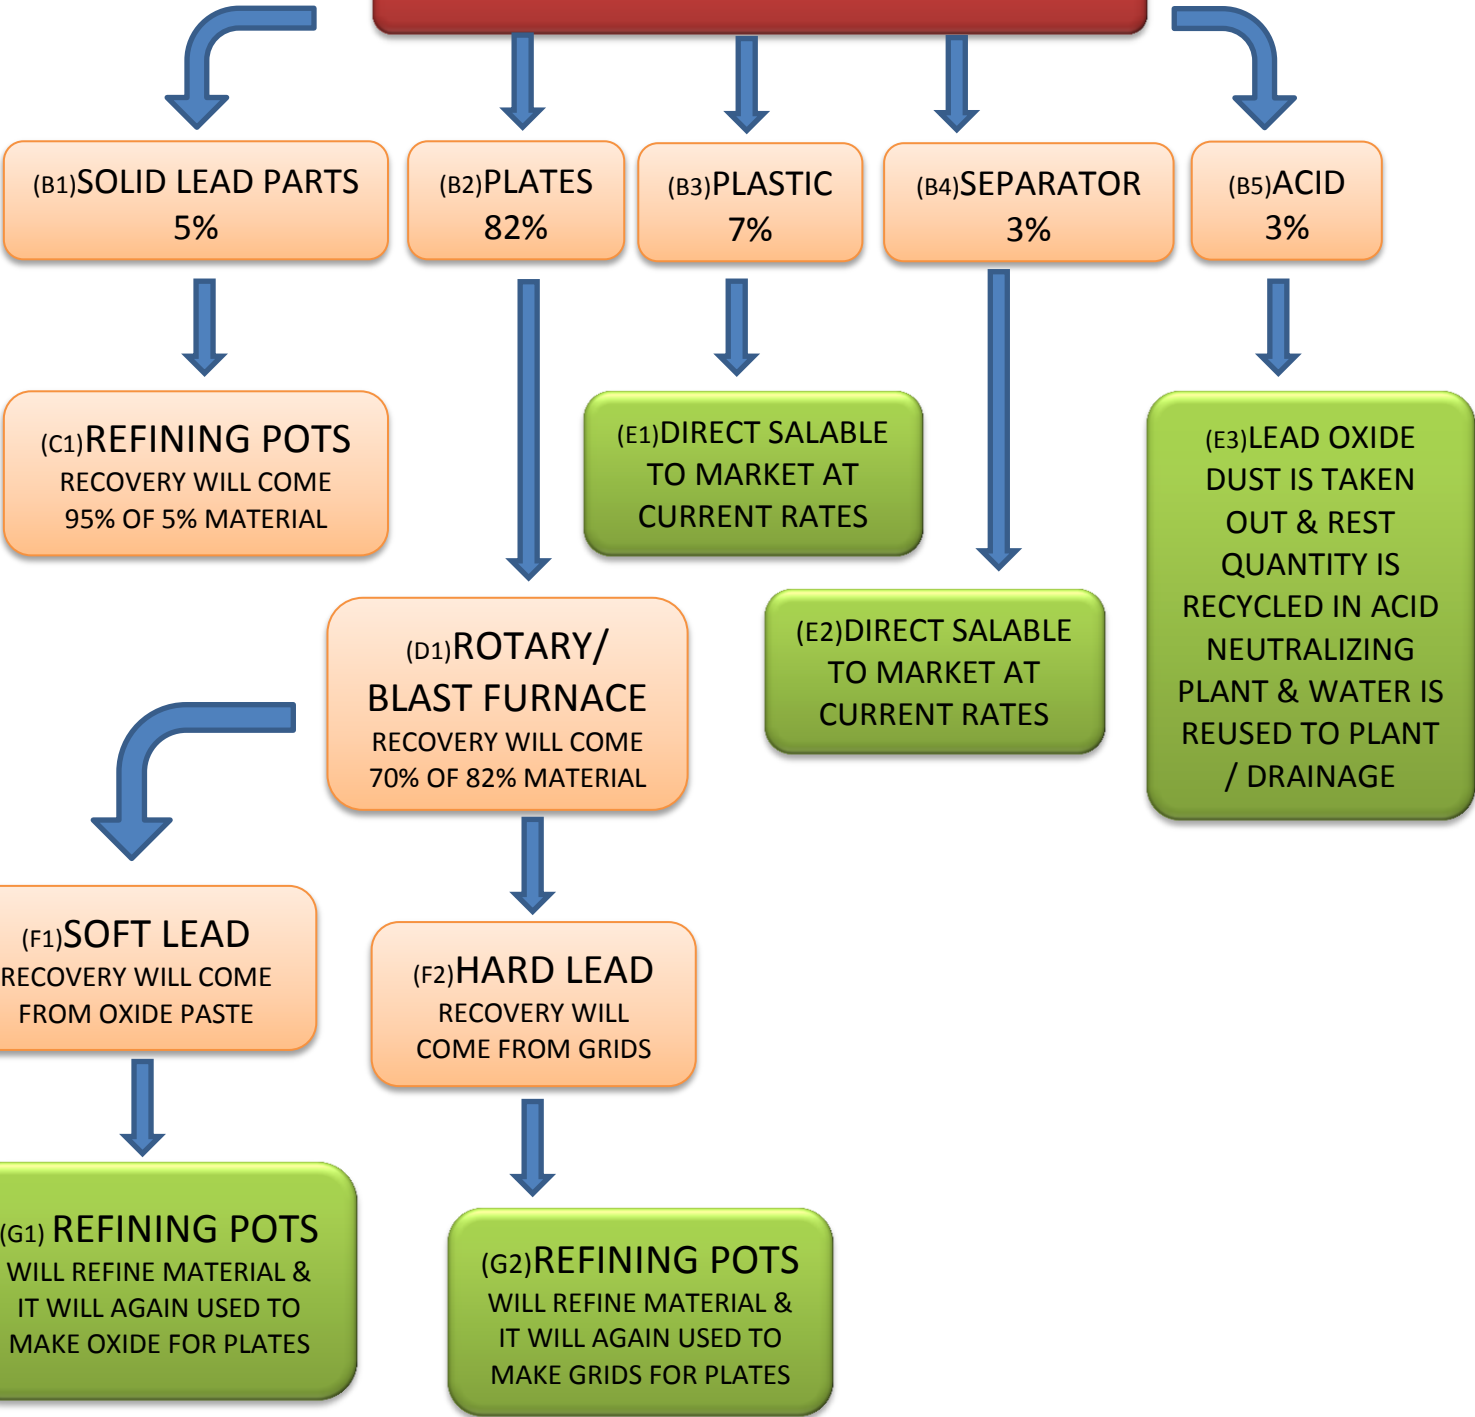 (B1)SOLID LEAD PARTS
5%
(B2)PLATES
82%
(B3)PLASTIC
7%
(B4)SEPARATOR
3%
(B5)ACID
3%
(C1)REFINING POTS
RECOVERY WILL COME
95% OF 5% MATERIAL
(E1)DIRECT SALABLE
TO MARKET AT
CURRENT RATES
(E3)LEAD OXIDE
DUST IS TAKEN
OUT & REST
QUANTITY IS
RECYCLED IN ACID
NEUTRALIZING
PLANT & WATER IS
REUSED TO PLANT
/ DRAINAGE
(D1)ROTARY/
BLAST FURNACE
RECOVERY WILL COME
70% OF 82% MATERIAL
(E2)DIRECT SALABLE
TO MARKET AT
CURRENT RATES
(F1)SOFT LEAD
RECOVERY WILL COME
FROM OXIDE PASTE
(F2)HARD LEAD
RECOVERY WILL
COME FROM GRIDS
(G1) REFINING POTS
WILL REFINE MATERIAL &
IT WILL AGAIN USED TO
MAKE OXIDE FOR PLATES
(G2)REFINING POTS
WILL REFINE MATERIAL &
IT WILL AGAIN USED TO
MAKE GRIDS FOR PLATES